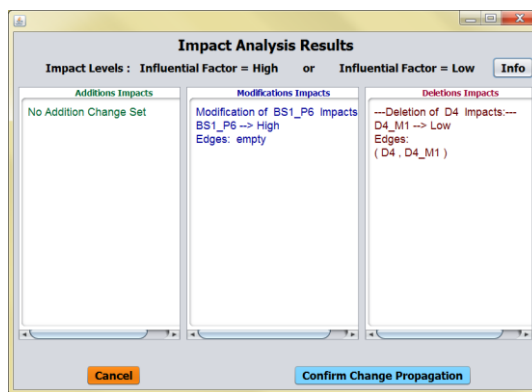 Impact Analysis Results
Impact Levels : Influential Factor = High or Influential Factor = Low Info
Additions Impacts
No Addition Change Set
Modifications Impacts
Modification of BS1_P6 Impacts
BS1_P6 --> High
Edges: empty
Deletions Impacts
---Deletion of D4 Impacts:---
D4_M1 --> Low
Edges:
( D4 , D4_M1 )
Cancel Confirm Change Propagation